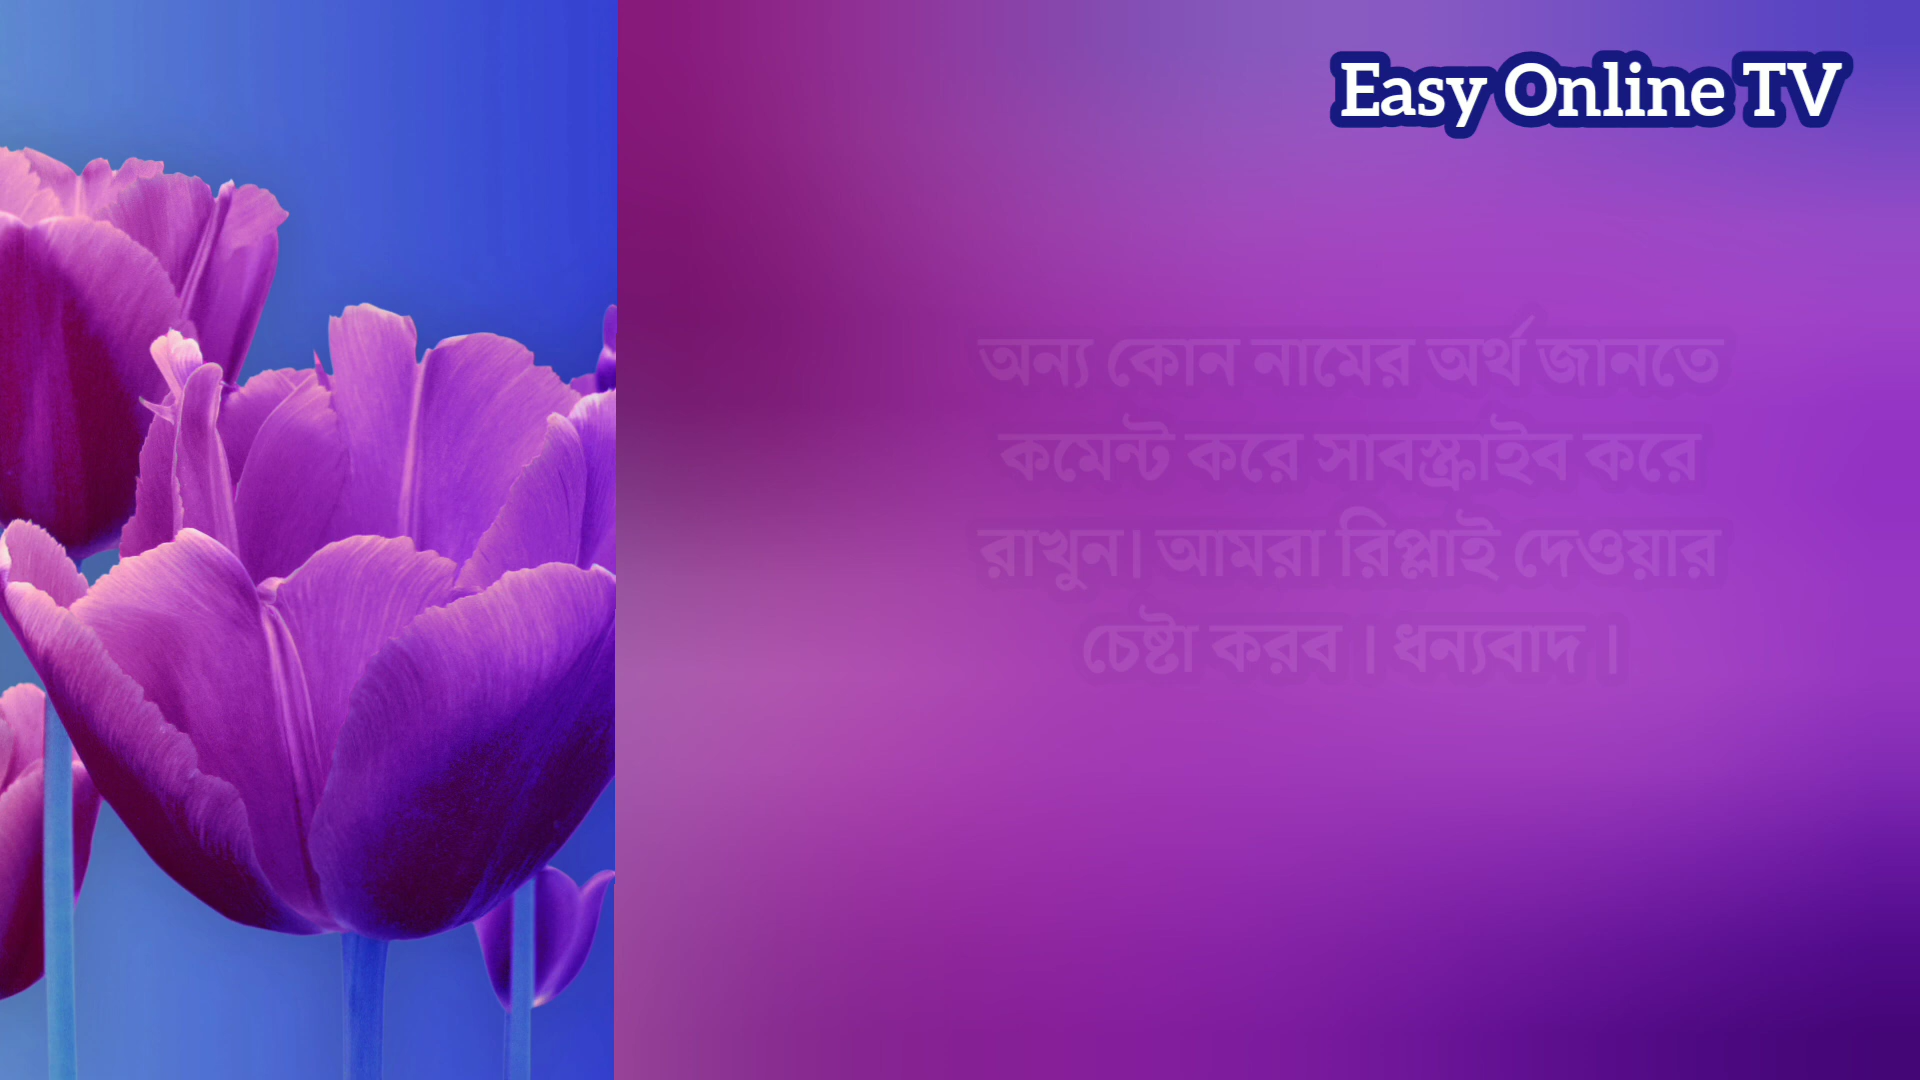 Easy Online TV
অন্য কোন নামের অর্থ জানতে
কমেন্ট করে সাবস্ক্রাইব করে
রাখুন। আমরা রিপ্লাই দেওয়ার
চেষ্টা করব । ধন্যবাদ ।